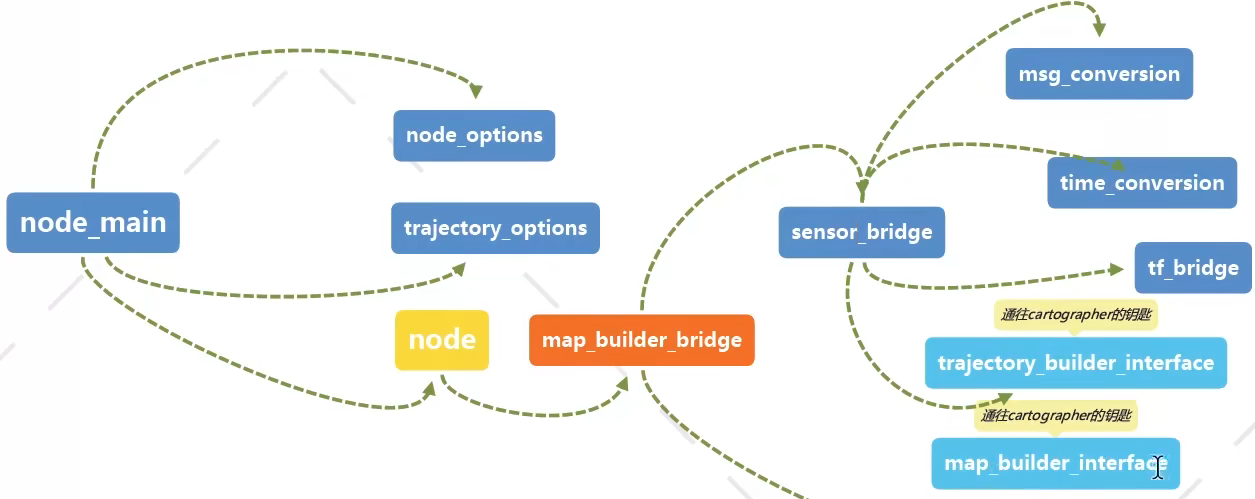 msg_conversion
node_options
time_conversion
node_main
trajectory_options
sensor_bridge
tf_bridge
通往cartographer的钥匙
node
map_builder_bridge
trajectory_builder_interface
通往cartographer的钥匙
map_builder_interface